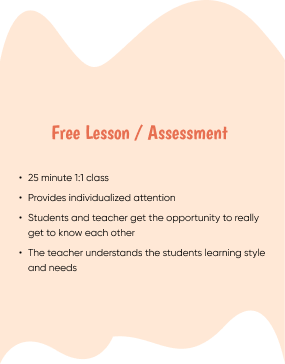 Free Lesson / Assessment
• 25 minute 1:1 class
• Provides individualized attention
• Students and teacher get the opportunity to really
get to know each other
• The teacher understands the students learning style
and needs